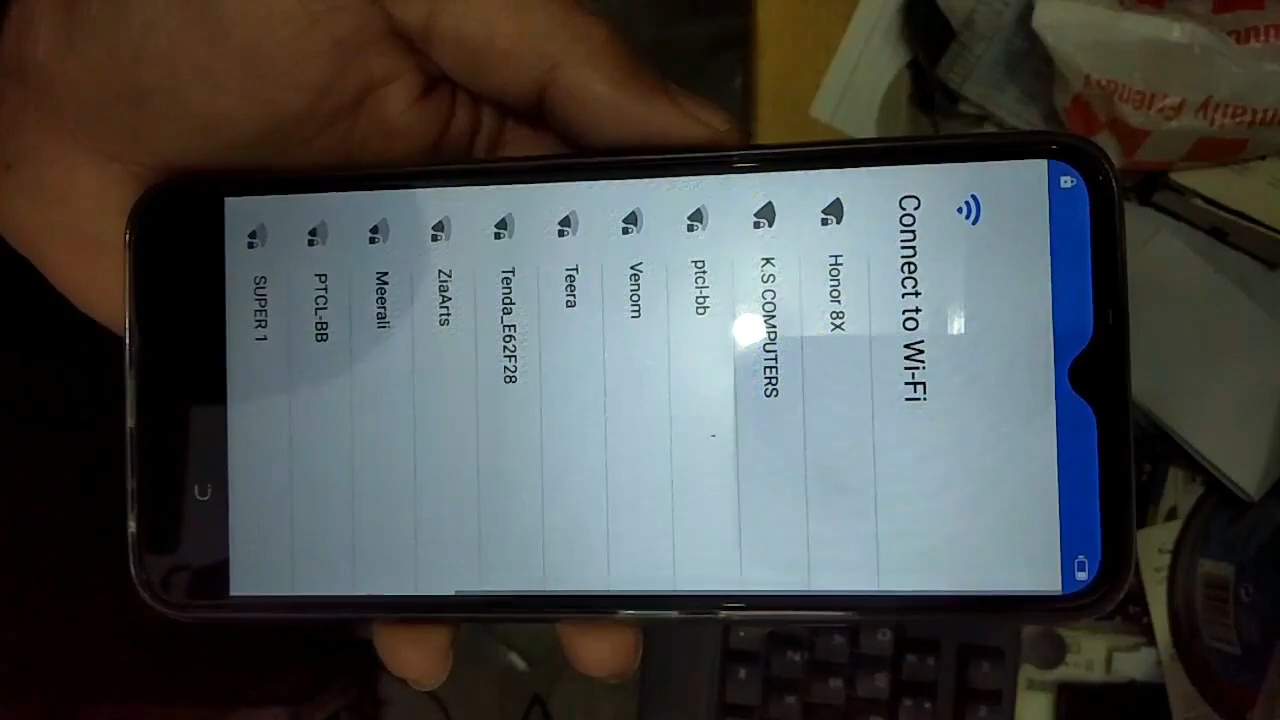 Connect to Wi-Fi
Honor 8X
K.S COMPUTERS
ptcl-bb
Venom
Teera
Tenda_E62F28
ZiaArts
Meerali
PTCL-BB
SUPER 1